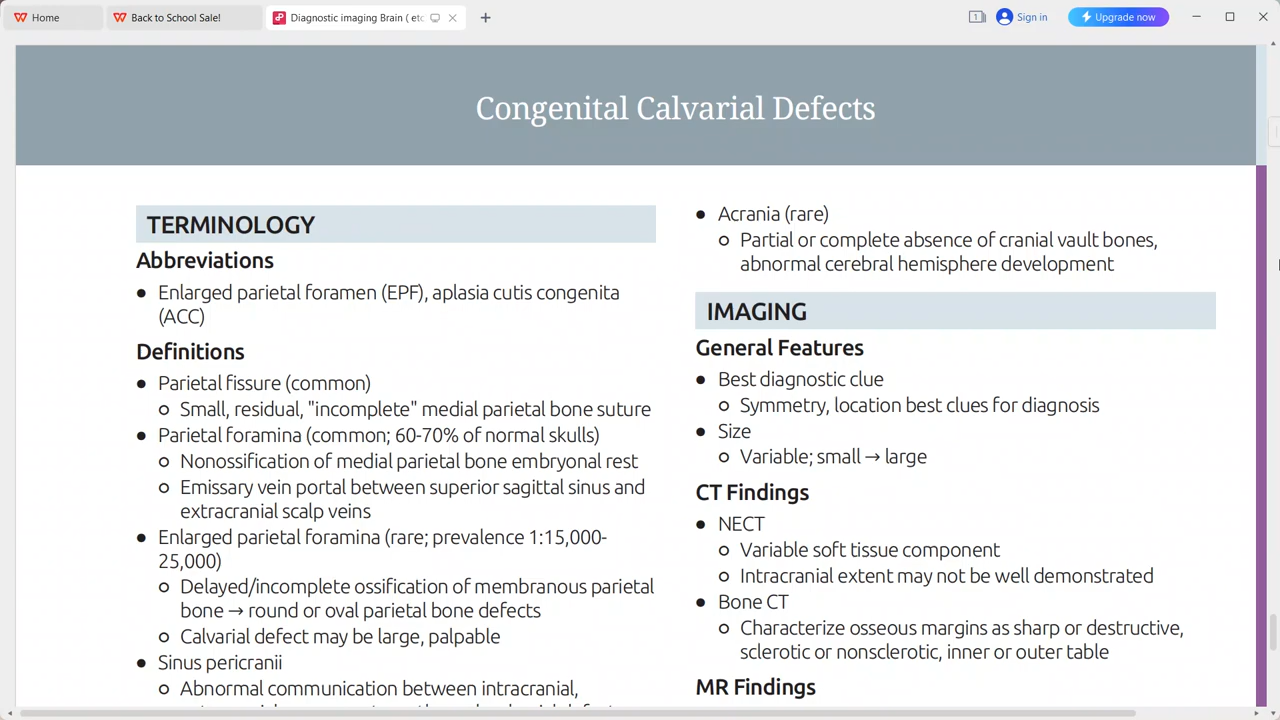 Home
Back to School Sale!
Diagnostic imaging Brain ( etc
1
Sign in
Upgrade now
Congenital Calvarial Defects
TERMINOLOGY
Abbreviations
● Enlarged parietal foramen (EPF), aplasia cutis congenita
(ACC)
Definitions
● Parietal fissure (common)
○ Small, residual, "incomplete" medial parietal bone suture
● Parietal foramina (common; 60-70% of normal skulls)
○ Nonossification of medial parietal bone embryonal rest
○ Emissary vein portal between superior sagittal sinus and
extracranial scalp veins
● Enlarged parietal foramina (rare; prevalence 1:15,000-
25,000)
○ Delayed/incomplete ossification of membranous parietal
bone → round or oval parietal bone defects
○ Calvarial defect may be large, palpable
● Sinus pericranii
○ Abnormal communication between intracranial,
● Acrania (rare)
○ Partial or complete absence of cranial vault bones,
abnormal cerebral hemisphere development
IMAGING
General Features
● Best diagnostic clue
○ Symmetry, location best clues for diagnosis
● Size
○ Variable; small → large
CT Findings
● NECT
○ Variable soft tissue component
○ Intracranial extent may not be well demonstrated
● Bone CT
○ Characterize osseous margins as sharp or destructive,
sclerotic or nonsclerotic, inner or outer table
MR Findings